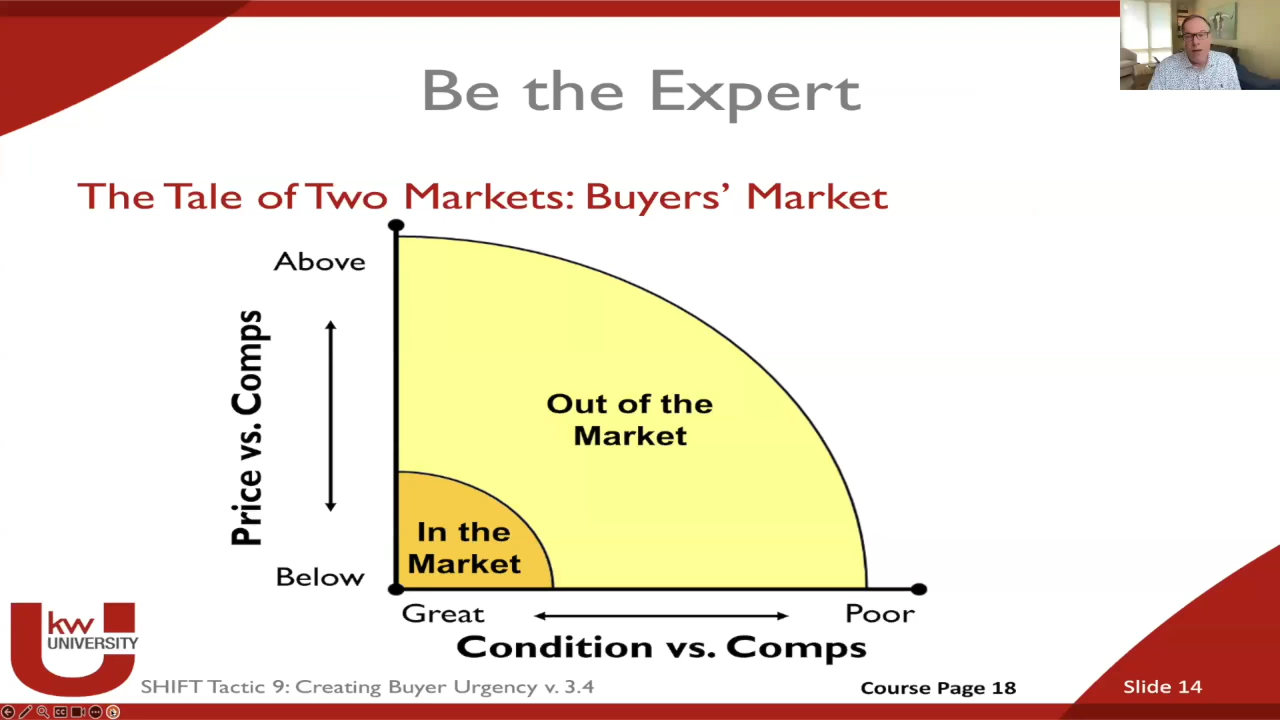 Be the Expert
The Tale of Two Markets: Buyers' Market
Above
Price vs. Comps
Out of the
Market
In the
Market
Below
Great
Poor
Condition vs. Comps
kw
UNIVERSITY
SHIFT Tactic 9: Creating Buyer Urgency v. 3.4
Course Page 18
Slide 14